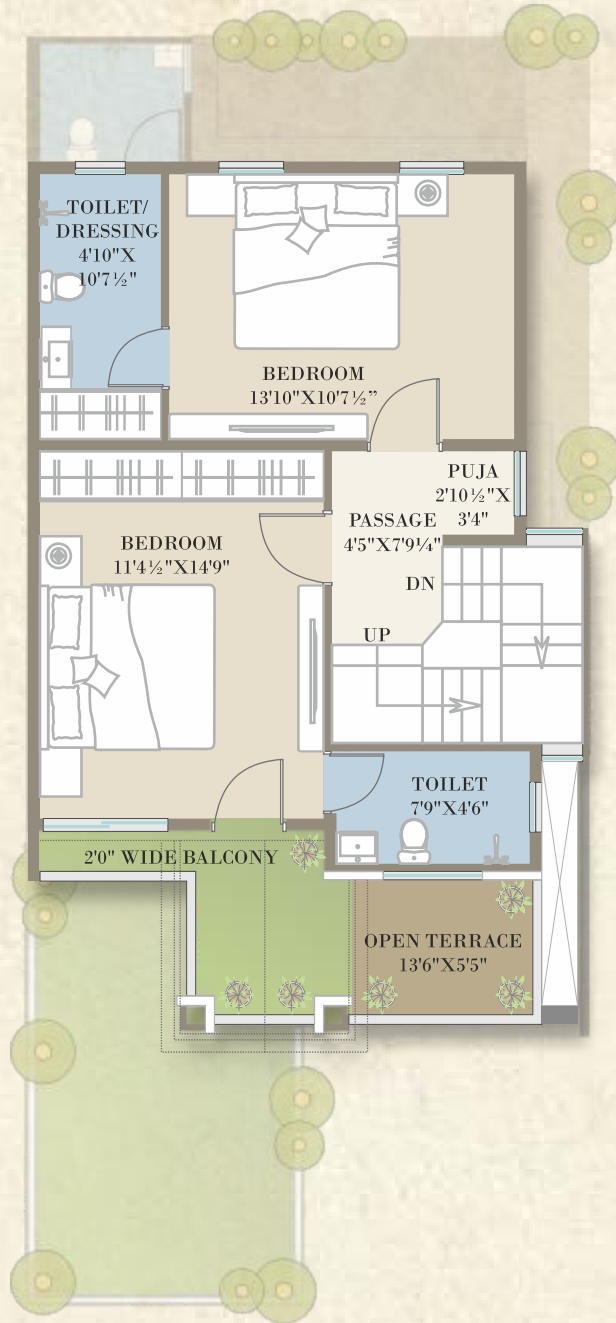 TOILET/
DRESSING
4'10"X
10'7½"
BEDROOM
13'10"X10'7½”
PUJA
2'10½"X
3'4"
PASSAGE
4'5"X7'9¼"
BEDROOM
11'4½"X14'9"
DN
UP
TOILET
7'9"X4'6"
2'0" WIDE BALCONY
OPEN TERRACE
13'6"X5'5"